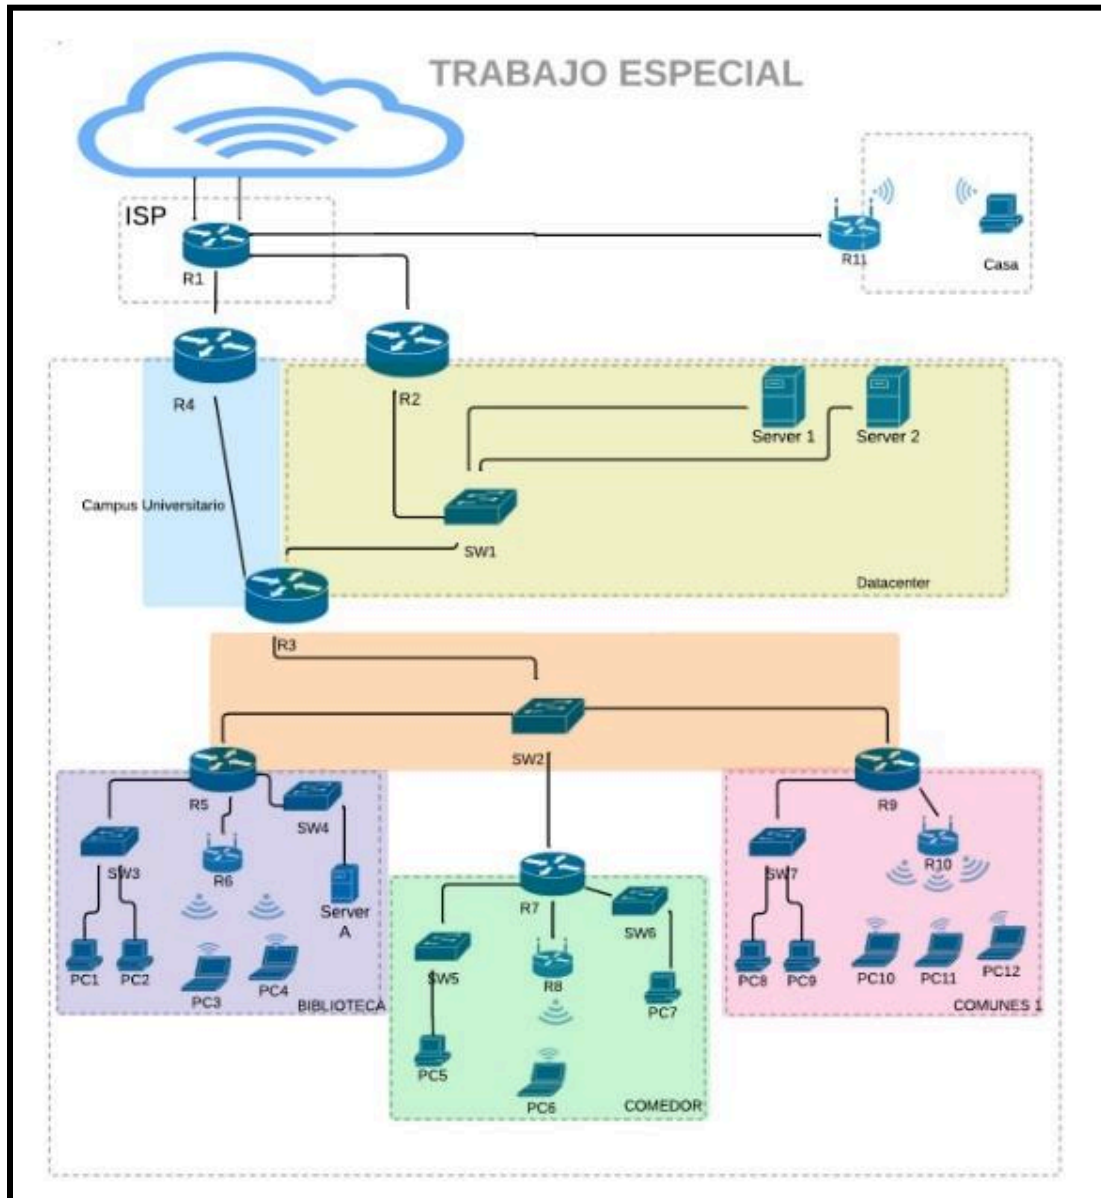 TRABAJO ESPECIAL
ISP
R1
R11
Casa
R4
R2
Server 1
Server 2
Campus Universitario
SW1
Datacenter
R3
SW2
R5
SW4
R9
SW3
R6
Server
A
R7
SW6
SW7
R10
PC1
PC2
PC3
PC4
BIBLIOTECA
SW5
R8
PC7
PC8
PC9
PC10
PC11
PC12
COMUNES 1
PC5
PC6
COMEDOR